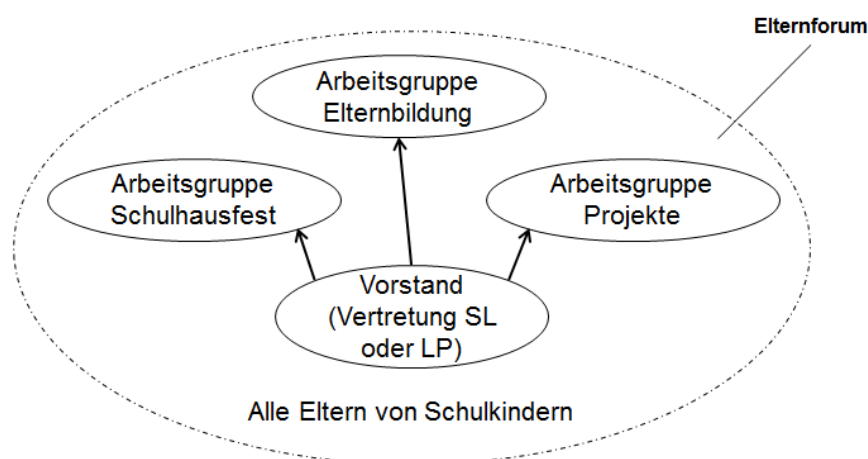 Elternforum
Arbeitsgruppe
Elternbildung
Arbeitsgruppe
Schulhausfest
Arbeitsgruppe
Projekte
Vorstand
(Vertretung SL
oder LP)
Alle Eltern von Schulkindern